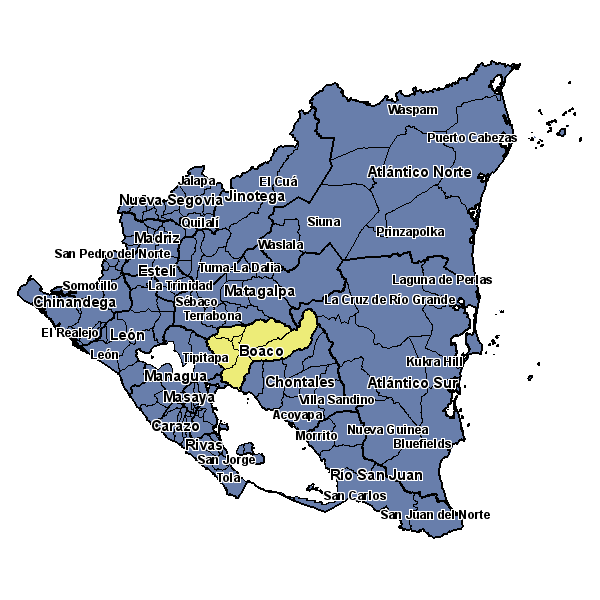 Waspam
Puerto Cabezas
Atlántico Norte
Jalapa
El Cuá
Nueva Segovia
Jinotega
Quilalí
Siuna
Prinzapolka
Madriz
Waslala
San Pedro del Norte
Estelí
Tuma-La Dalia
Somotillo
La Trinidad
Laguna de Perlas
Matagalpa
Chinandega
Sébaco
La Cruz de Río Grande
Terrabona
El Realejo
León
León
Tipitapa
Boaco
Kukra Hill
Managua
Chontales
Atlántico Sur
Masaya
Villa Sandino
Acoyapa
Carazo
Morrito
Nueva Guinea
Rivas
Bluefields
San Jorge
Tola
Río San Juan
San Carlos
San Juan del Norte